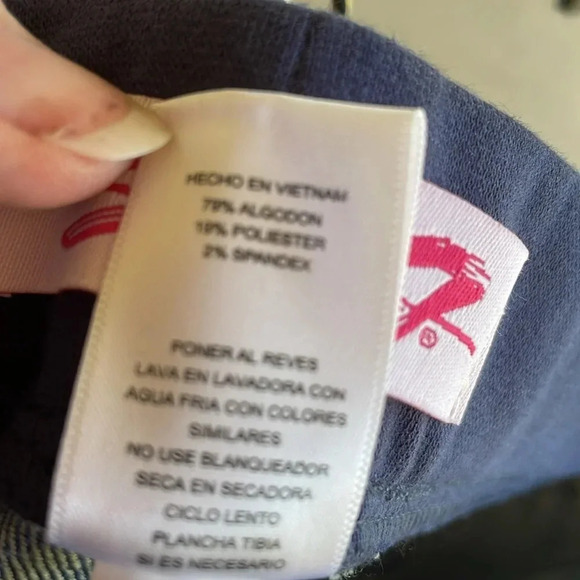 HECHO EN VIETNAM
79% ALGODON
19% POLIESTER
2% SPANDEX
PONER AL REVES
LAVA EN LAVADORA CON
AGUA FRIA CON COLORES
SIMILARES
NO USE BLANQUEADOR
SECA EN SECADORA
CICLO LENTO
PLANCHA TIBIA
SI ES NECESARIO
®